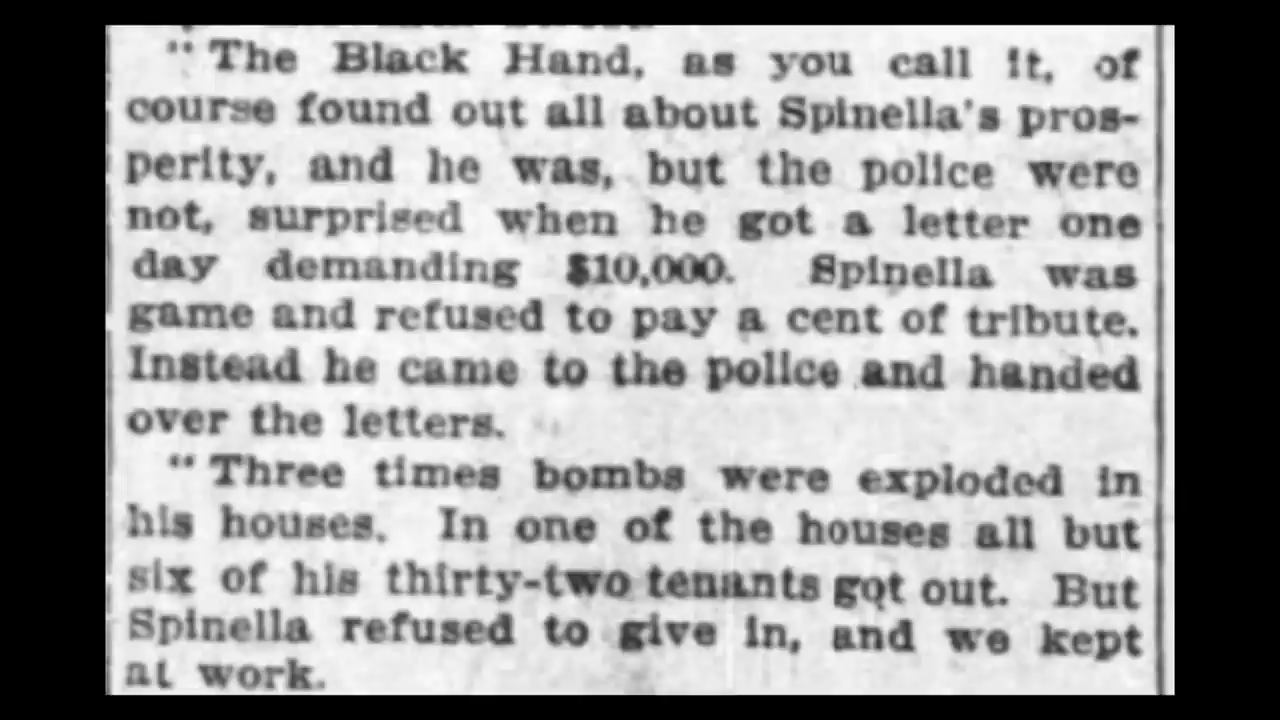 “The Black Hand, as you call it, of
course found out all about Spinella's pros-
perity, and he was, but the police were
not, surprised when he got a letter one
day demanding $10,000. Spinella was
game and refused to pay a cent of tribute.
Instead he came to the police and handed
over the letters.
“Three times bombs were exploded in
his houses. In one of the houses all but
six of his thirty-two tenants got out. But
Spinella refused to give in, and we kept
at work.